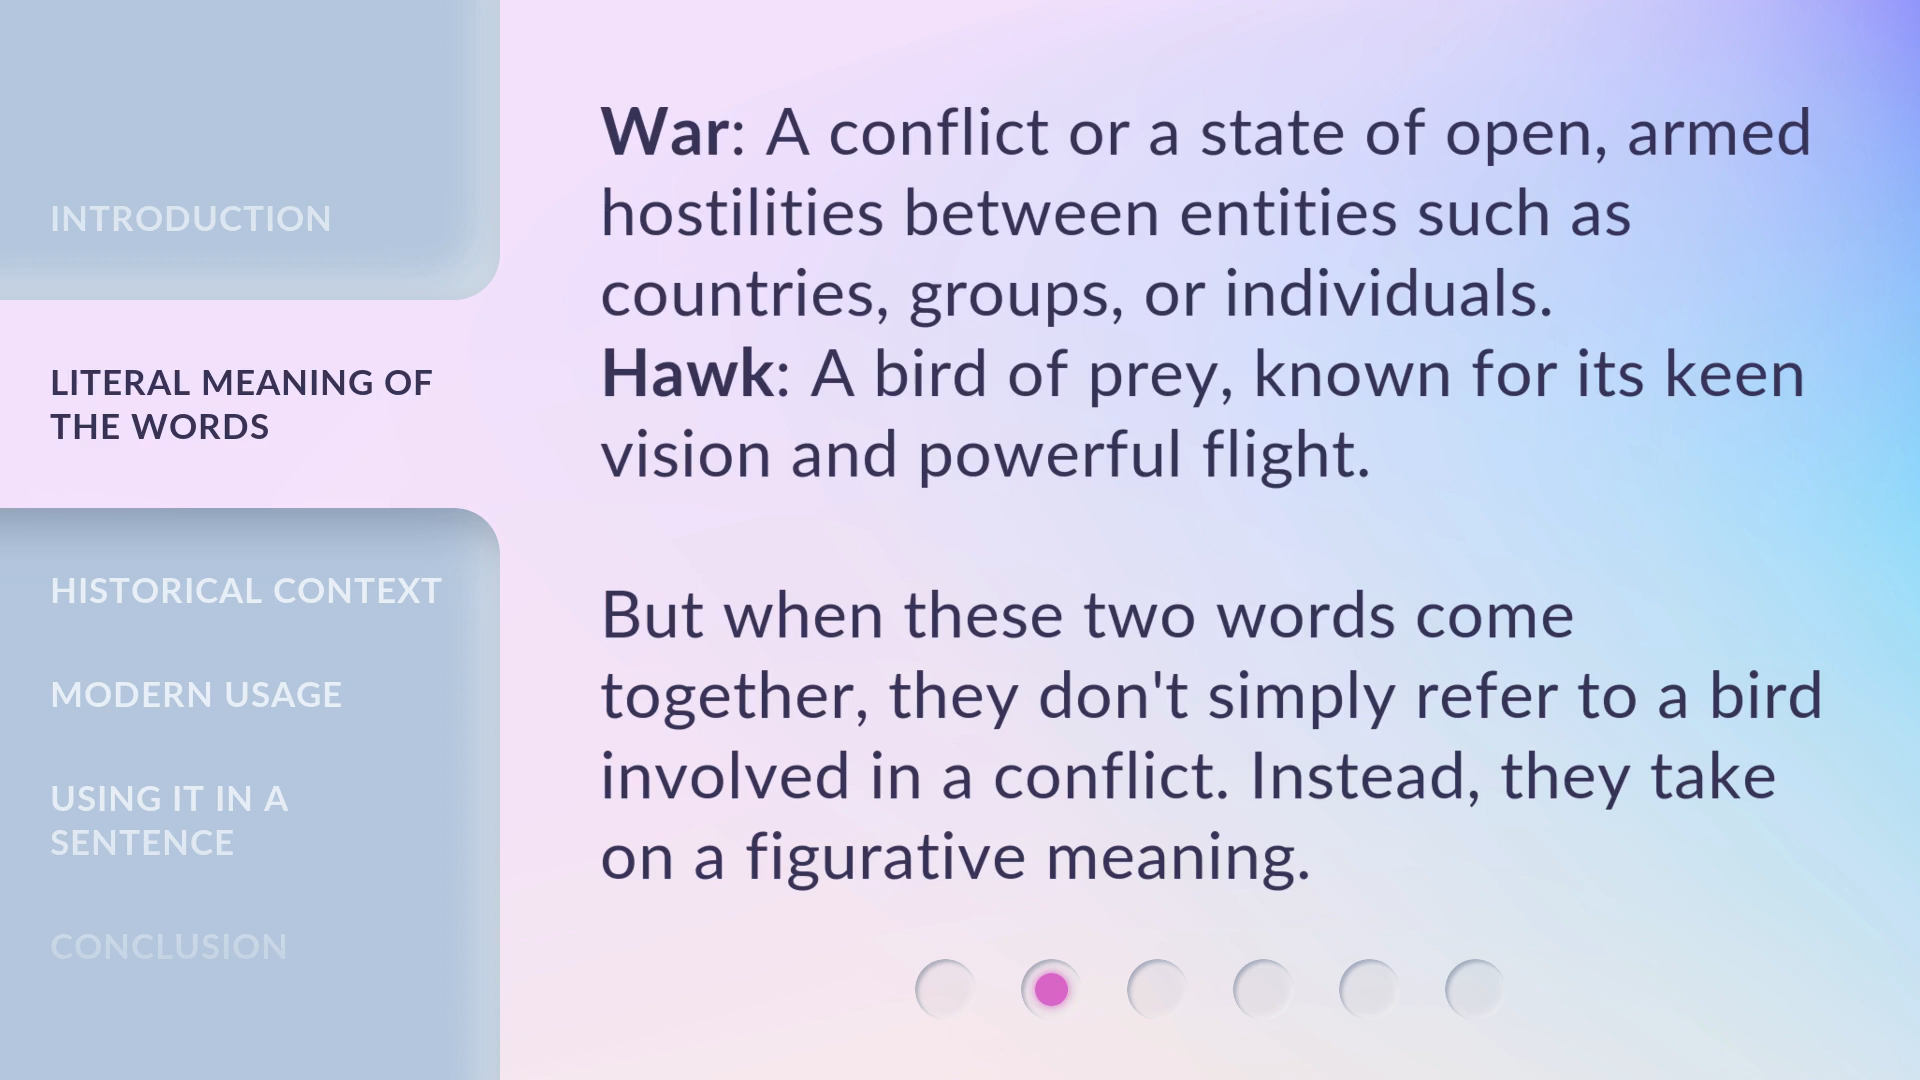 INTRODUCTION
LITERAL MEANING OF
THE WORDS
HISTORICAL CONTEXT
MODERN USAGE
USING IT IN A
SENTENCE
CONCLUSION
War: A conflict or a state of open, armed
hostilities between entities such as
countries, groups, or individuals.
Hawk: A bird of prey, known for its keen
vision and powerful flight.
But when these two words come
together, they don't simply refer to a bird
involved in a conflict. Instead, they take
on a figurative meaning.